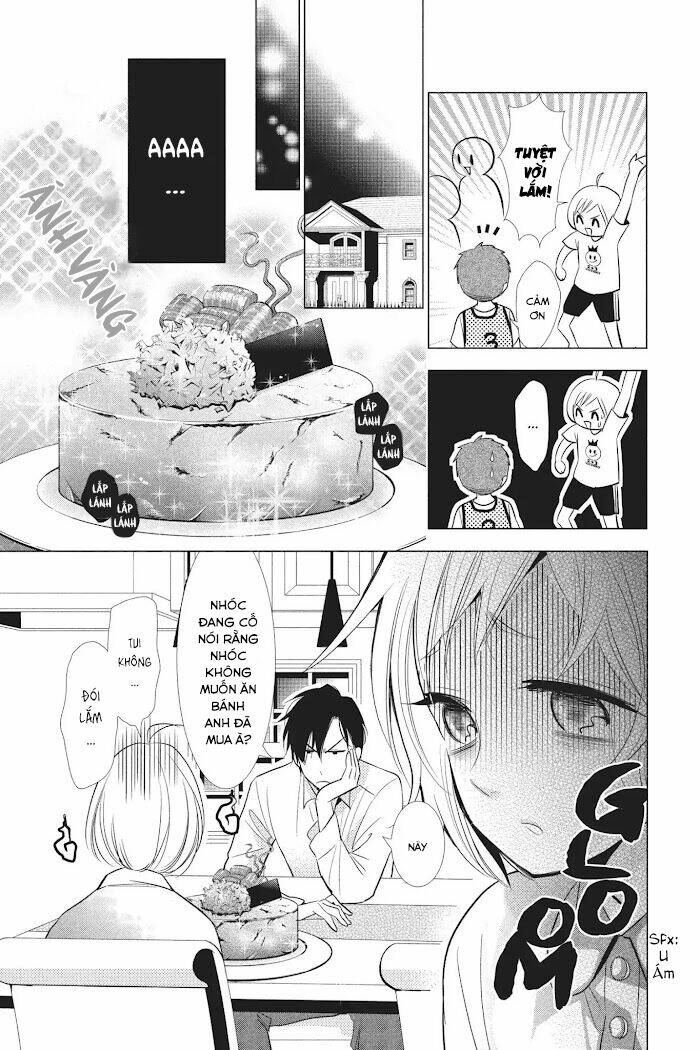 TUYỆT
VỜI
LẮM!
CẢM
ƠN
...
AAAA
...
ÁNH VÀNG
LẤP
LÁNH
LẤP
LÁNH
LẤP
LÁNH
LẤP
LÁNH
GLOOM
Sfx:
U
Ám
NÀY
NHÓC
ĐANG CỐ
NÓI RẰNG
NHÓC
KHÔNG
MUỐN ĂN
BÁNH
ANH ĐÃ
MUA À?
TUI
KHÔNG
...
ĐÓI
LẮM
...
3